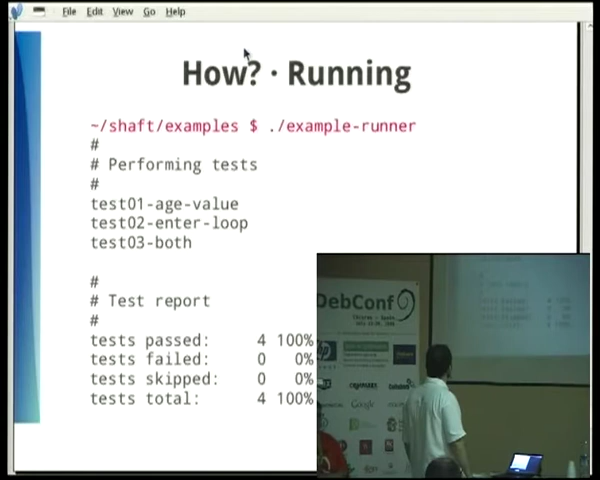 File Edit View Go Help
How? · Running
~/shaft/examples $ ./example-runner
#
# Performing tests
#
test01-age-value
test02-enter-loop
test03-both
#
# Test report
#
tests passed: 4 100%
tests failed: 0 0%
tests skipped: 0 0%
tests total: 4 100%
DebConf
Google